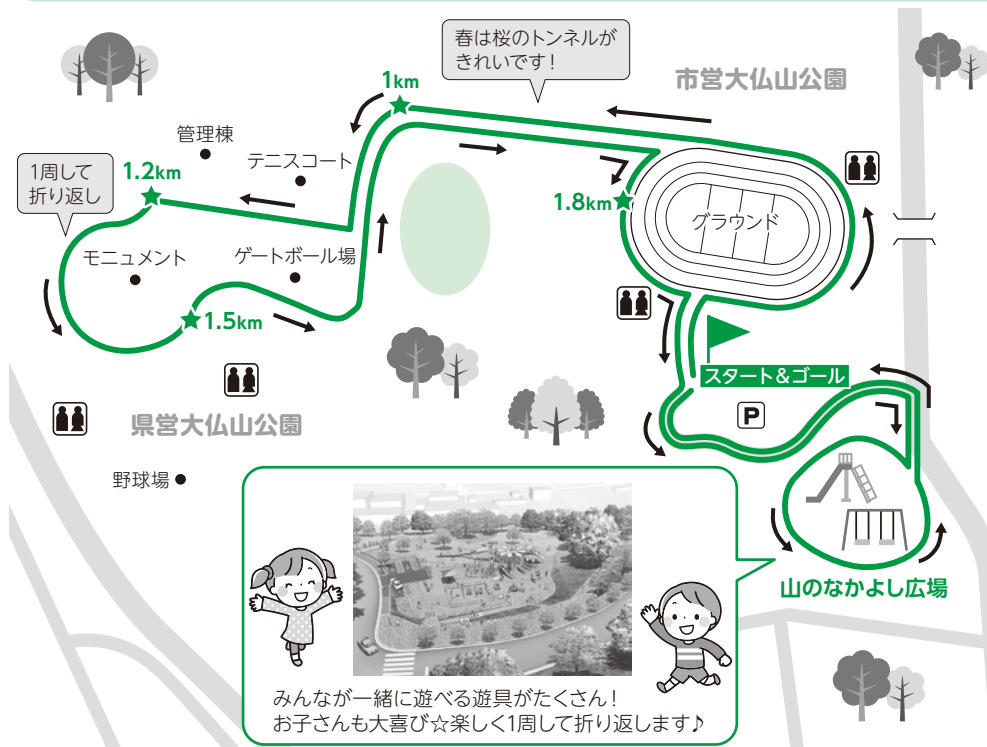 春は桜のトンネルが
きれいです!
市営大仏山公園
1km
管理棟
テニスコート
1周して
折り返し
1.2km
1.8km
グラウンド
モニュメント
ゲートボール場
1.5km
スタート&ゴール
P
県営大仏山公園
野球場
山のなかよし広場
みんなが一緒に遊べる遊具がたくさん!
お子さんも大喜び☆楽しく1周して折り返します♪